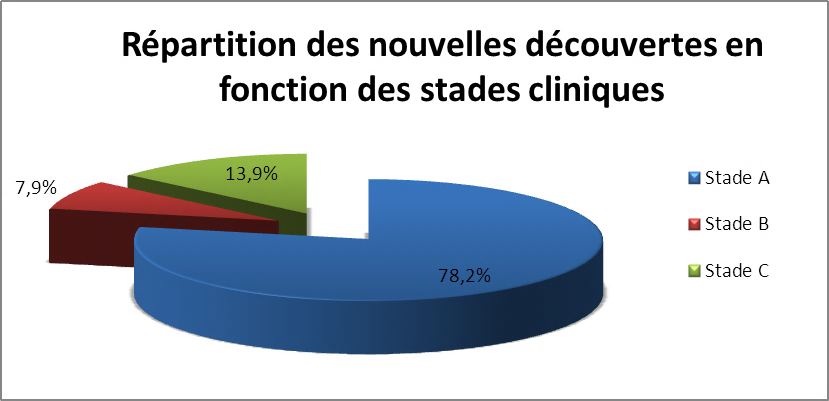 Répartition des nouvelles découvertes en
fonction des stades cliniques
13,9%
7,9%
78,2%
Stade A
Stade B
Stade C